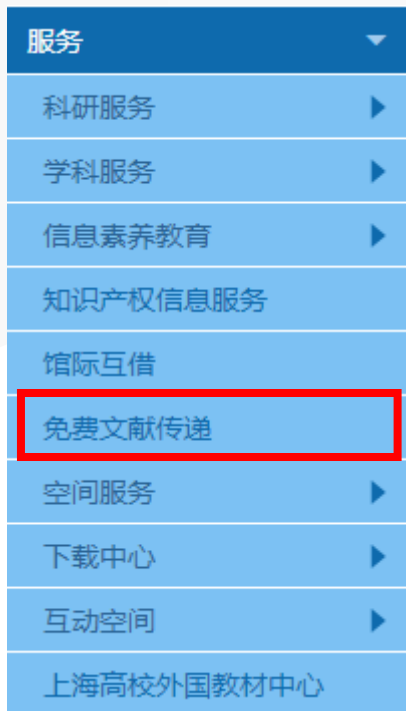 服务
科研服务
学科服务
信息素养教育
知识产权信息服务
馆际互借
免费文献传递
空间服务
下载中心
互动空间
上海高校外国教材中心